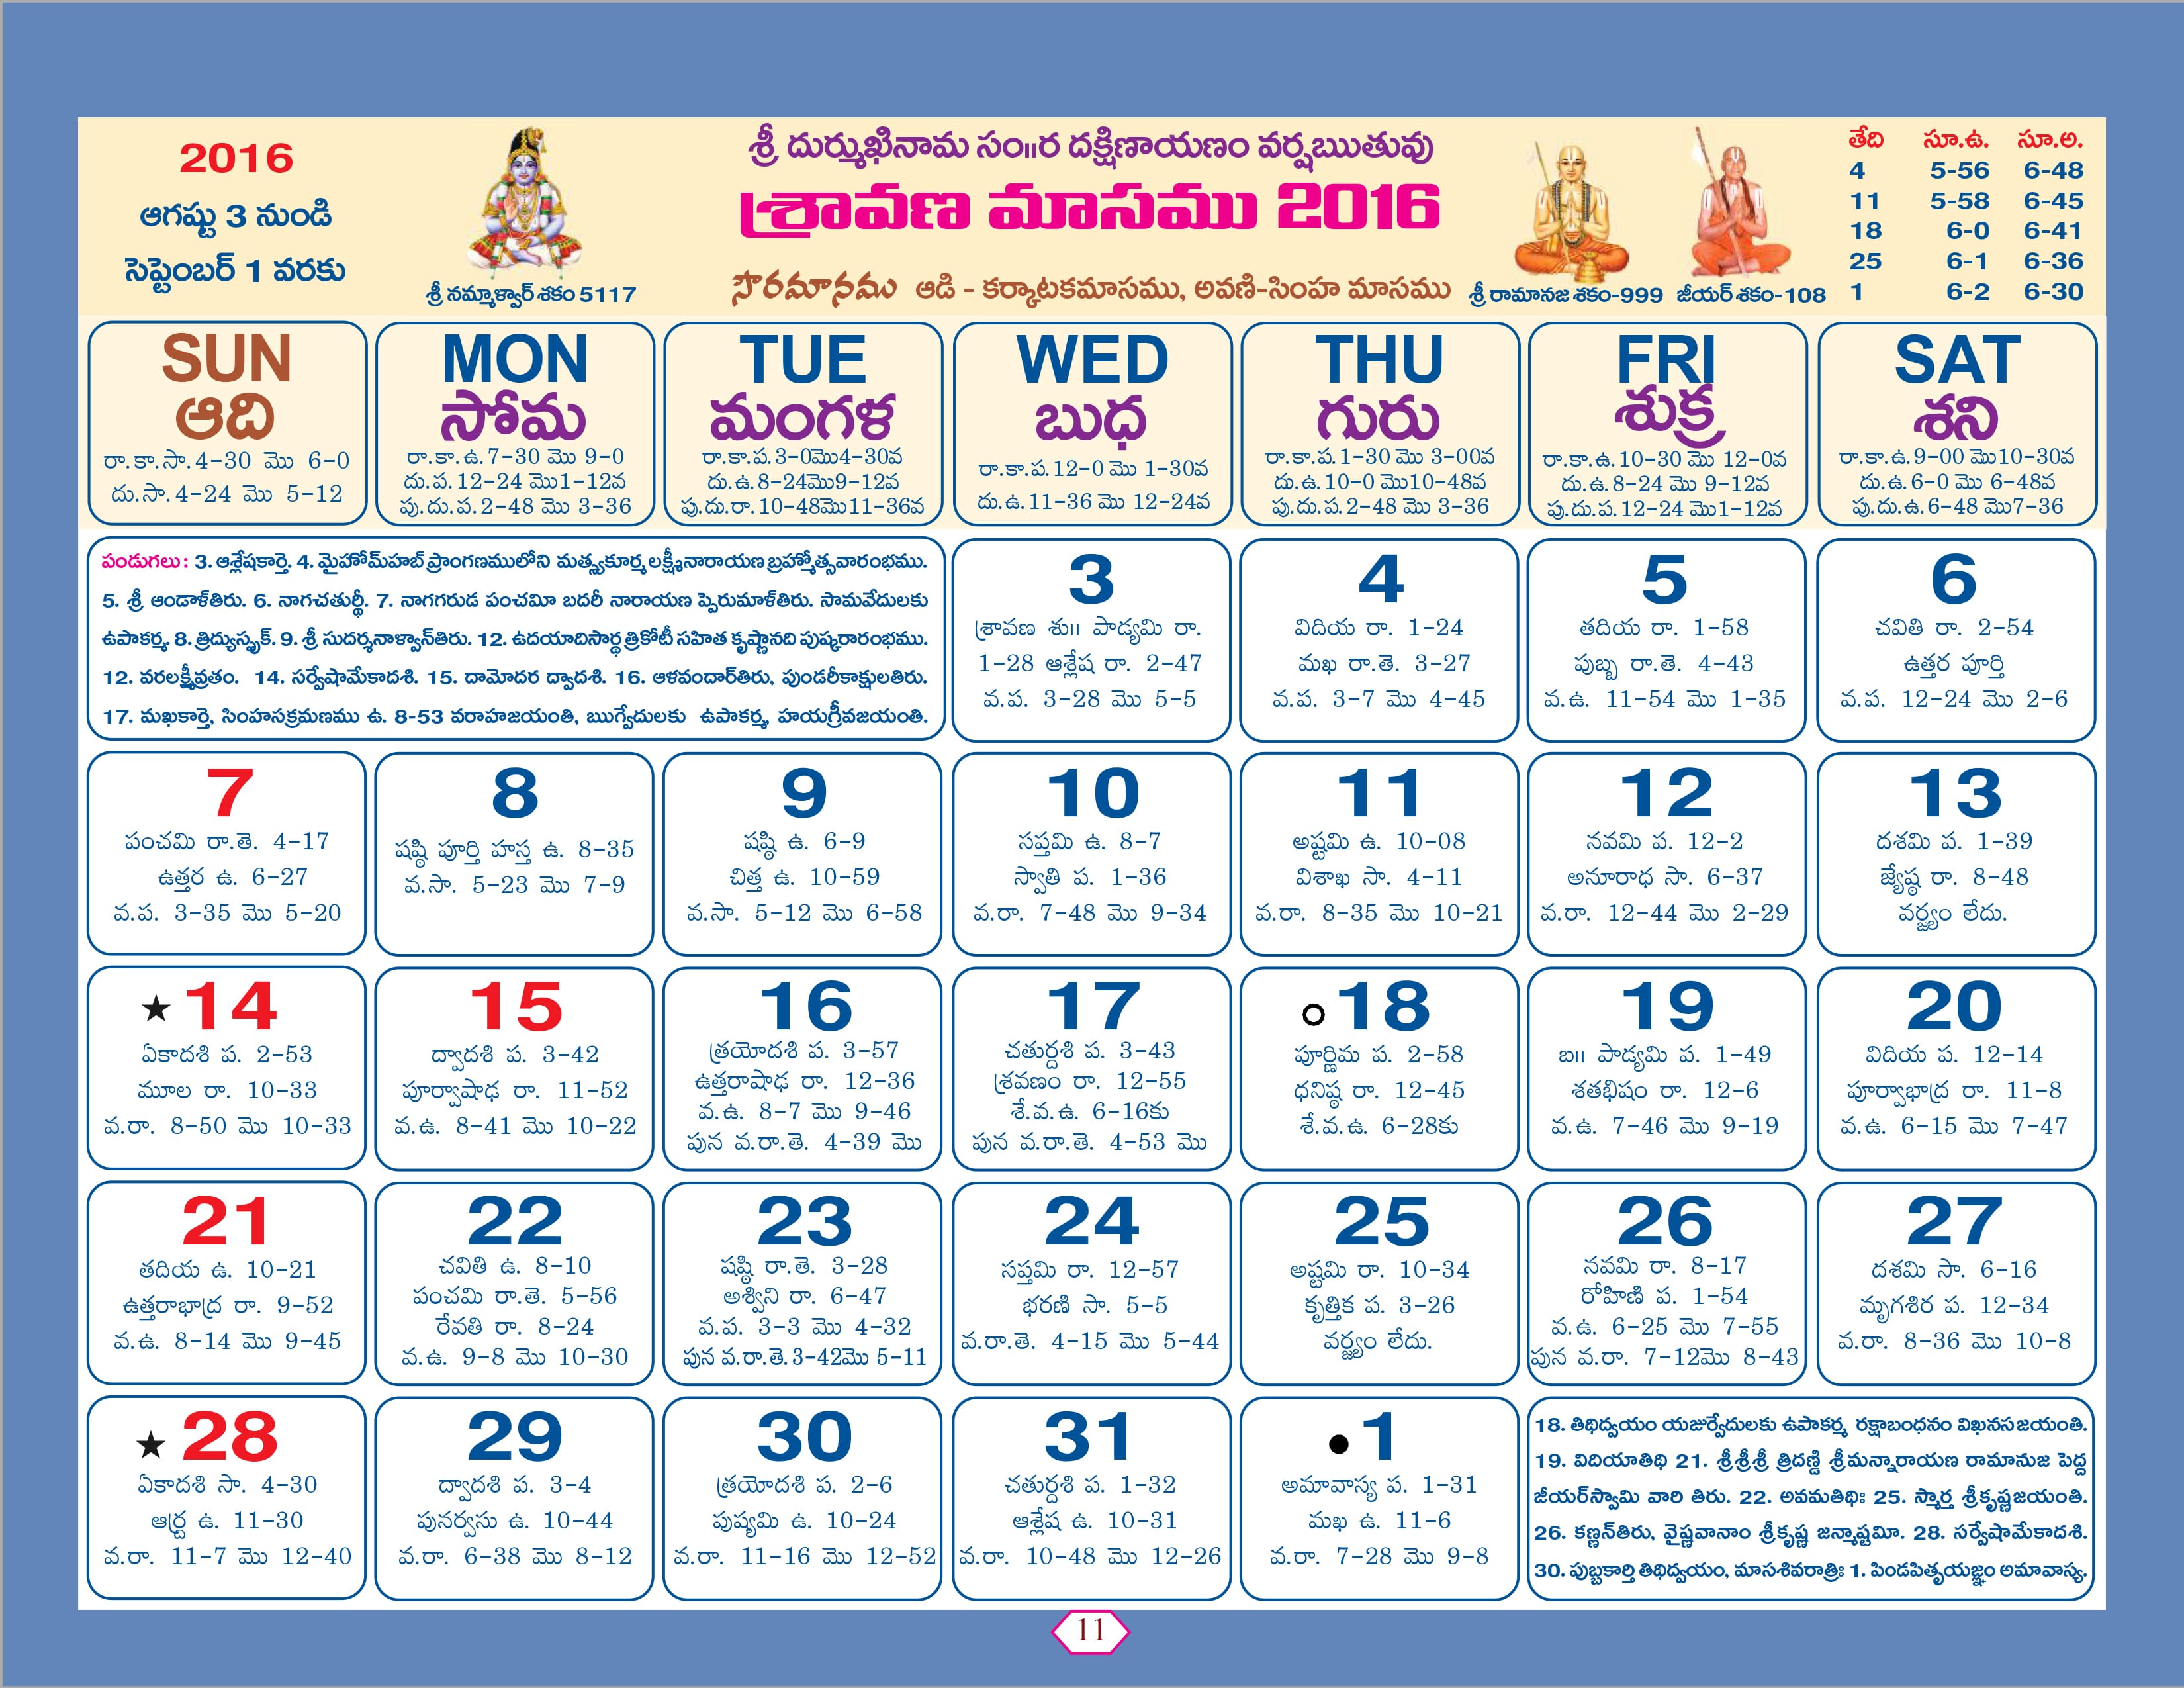 2016
ఆగష్టు 3 నుండి
సెప్టెంబర్ 1 వరకు
శ్రీ నమ్మాళ్వార్ శకం 5117
శ్రీ దుర్ముఖినామ సం॥ర దక్షిణాయణం వర్షఋతువు
శ్రావణ మాసము 2016
సౌరమానము ఆడి - కర్కాటకమాసము, అవణి-సింహ మాసము
శ్రీ రామానజ శకం-999 జీయర్ శకం-108
తేది సూ.ఉ. సూ.అ.
4 5-56 6-48
11 5-58 6-45
18 6-0 6-41
25 6-1 6-36
1 6-2 6-30
SUN
ఆది
రా.కా.సా.4-30 మొ 6-0
దు.సా.4-24 మొ 5-12
MON
సోమ
రా.కా.ఉ.7-30 మొ 9-0
దు.ప.12-24 మొ1-12వ
పు.దు.ప.2-48 మొ 3-36
TUE
మంగళ
రా.కా.ప.3-0మొ4-30వ
దు.ఉ.8-24మొ9-12వ
పు.దు.రా.10-48మొ11-36వ
WED
బుధ
రా.కా.ప.12-0 మొ 1-30వ
దు.ఉ.11-36 మొ 12-24వ
THU
గురు
రా.కా.ప.1-30 మొ 3-00వ
దు.ఉ.10-0 మొ10-48వ
పు.దు.ప.2-48 మొ 3-36
FRI
శుక్ర
రా.కా.ఉ.10-30 మొ 12-0వ
దు.ఉ.8-24 మొ 9-12వ
పు.దు.ప.12-24 మొ1-12వ
SAT
శని
రా.కా.ఉ.9-00 మొ10-30వ
దు.ఉ.6-0 మొ 6-48వ
పు.దు.ఉ.6-48 మొ7-36
పండుగలు: 3. ఆశ్లేషకార్తె. 4. మైహోమ్‌హబ్ ప్రాంగణములోని మత్స్యకూర్మ లక్ష్మీనారాయణ బ్రహ్మోత్సవారంభము.
5. శ్రీ ఆండాళ్‌తిరు. 6. నాగచతుర్థీ. 7. నాగగరుడ పంచమీ బదరీ నారాయణ ప్పెరుమాళ్‌తిరు. సామవేదులకు
ఉపాకర్మ. 8. త్రిద్యుస్పృక్. 9. శ్రీ సుదర్శనాళ్వాన్‌తిరు. 12. ఉదయాదిసార్థ త్రికోటీ సహిత కృష్ణానది పుష్కరారంభము.
12. వరలక్ష్మీవ్రతం. 14. సర్వేషామేకాదశి. 15. దామోదర ద్వాదశి. 16. ఆళవందార్‌తిరు, పుండరీకాక్షులతిరు.
17. మఖకార్తె, సింహసక్రమణము ఉ. 8-53 వరాహజయంతి, ఋగ్వేదులకు ఉపాకర్మ, హయగ్రీవజయంతి.
3
శ్రావణ శు॥ పాడ్యమి రా.
1-28 ఆశ్లేష రా. 2-47
వ.ప. 3-28 మొ 5-5
4
విదియ రా. 1-24
మఖ రా.తె. 3-27
వ.ప. 3-7 మొ 4-45
5
తదియ రా. 1-58
పుబ్బ రా.తె. 4-43
వ.ఉ. 11-54 మొ 1-35
6
చవితి రా. 2-54
ఉత్తర పూర్తి
వ.ప. 12-24 మొ 2-6
7
పంచమి రా.తె. 4-17
ఉత్తర ఉ. 6-27
వ.ప. 3-35 మొ 5-20
8
షష్ఠి పూర్తి హస్త ఉ. 8-35
వ.సా. 5-23 మొ 7-9
9
షష్ఠి ఉ. 6-9
చిత్త ఉ. 10-59
వ.సా. 5-12 మొ 6-58
10
సప్తమి ఉ. 8-7
స్వాతి ప. 1-36
వ.రా. 7-48 మొ 9-34
11
అష్టమి ఉ. 10-08
విశాఖ సా. 4-11
వ.రా. 8-35 మొ 10-21
12
నవమి ప. 12-2
అనూరాధ సా. 6-37
వ.రా. 12-44 మొ 2-29
13
దశమి ప. 1-39
జ్యేష్ఠ రా. 8-48
వర్జ్యం లేదు.
★ 14
ఏకాదశి ప. 2-53
మూల రా. 10-33
వ.రా. 8-50 మొ 10-33
15
ద్వాదశి ప. 3-42
పూర్వాషాఢ రా. 11-52
వ.ఉ. 8-41 మొ 10-22
16
త్రయోదశి ప. 3-57
ఉత్తరాషాఢ రా. 12-36
వ.ఉ. 8-7 మొ 9-46
పున వ.రా.తె. 4-39 మొ
17
చతుర్దశి ప. 3-43
శ్రవణం రా. 12-55
శే.వ.ఉ. 6-16కు
పున వ.రా.తె. 4-53 మొ
18
పూర్ణిమ ప. 2-58
ధనిష్ఠ రా. 12-45
శే.వ.ఉ. 6-28కు
19
బ॥ పాడ్యమి ప. 1-49
శతభిషం రా. 12-6
వ.ఉ. 7-46 మొ 9-19
20
విదియ ప. 12-14
పూర్వాభాద్ర రా. 11-8
వ.ఉ. 6-15 మొ 7-47
21
తదియ ఉ. 10-21
ఉత్తరాభాద్ర రా. 9-52
వ.ఉ. 8-14 మొ 9-45
22
చవితి ఉ. 8-10
పంచమి రా.తె. 5-56
రేవతి రా. 8-24
వ.ఉ. 9-8 మొ 10-30
23
షష్ఠి రా.తె. 3-28
అశ్విని రా. 6-47
వ.ప. 3-3 మొ 4-32
పున వ.రా.తె.3-42మొ 5-11
24
సప్తమి రా. 12-57
భరణి సా. 5-5
వ.రా.తె. 4-15 మొ 5-44
25
అష్టమి రా. 10-34
కృత్తిక ప. 3-26
వర్జ్యం లేదు.
26
నవమి రా. 8-17
రోహిణి ప. 1-54
వ.ఉ. 6-25 మొ 7-55
పున వ.రా. 7-12మొ 8-43
27
దశమి సా. 6-16
మృగశిర ప. 12-34
వ.రా. 8-36 మొ 10-8
★ 28
ఏకాదశి సా. 4-30
ఆర్ద్ర ఉ. 11-30
వ.రా. 11-7 మొ 12-40
29
ద్వాదశి ప. 3-4
పునర్వసు ఉ. 10-44
వ.రా. 6-38 మొ 8-12
30
త్రయోదశి ప. 2-6
పుష్యమి ఉ. 10-24
వ.రా. 11-16 మొ 12-52
31
చతుర్దశి ప. 1-32
ఆశ్లేష ఉ. 10-31
వ.రా. 10-48 మొ 12-26
1
అమావాస్య ప. 1-31
మఖ ఉ. 11-6
వ.రా. 7-28 మొ 9-8
18. తిథిద్వయం యజుర్వేదులకు ఉపాకర్మ రక్షాబంధనం విఖనస జయంతి.
19. విదియాతిథి 21. శ్రీశ్రీశ్రీ త్రిదణ్డి శ్రీమన్నారాయణ రామానుజ పెద్ద
జీయర్‌స్వామి వారి తిరు. 22. అవమతిథిః 25. స్మార్త శ్రీకృష్ణజయంతి.
26. కణ్ణన్‌తిరు, వైష్ణవానాం శ్రీకృష్ణ జన్మాష్టమీ. 28. సర్వేషామేకాదశి.
30. పుబ్బకార్తి తిథిద్వయం, మాసశివరాత్రిః 1. పిండపితృయజ్ఞం అమావాస్య.
11